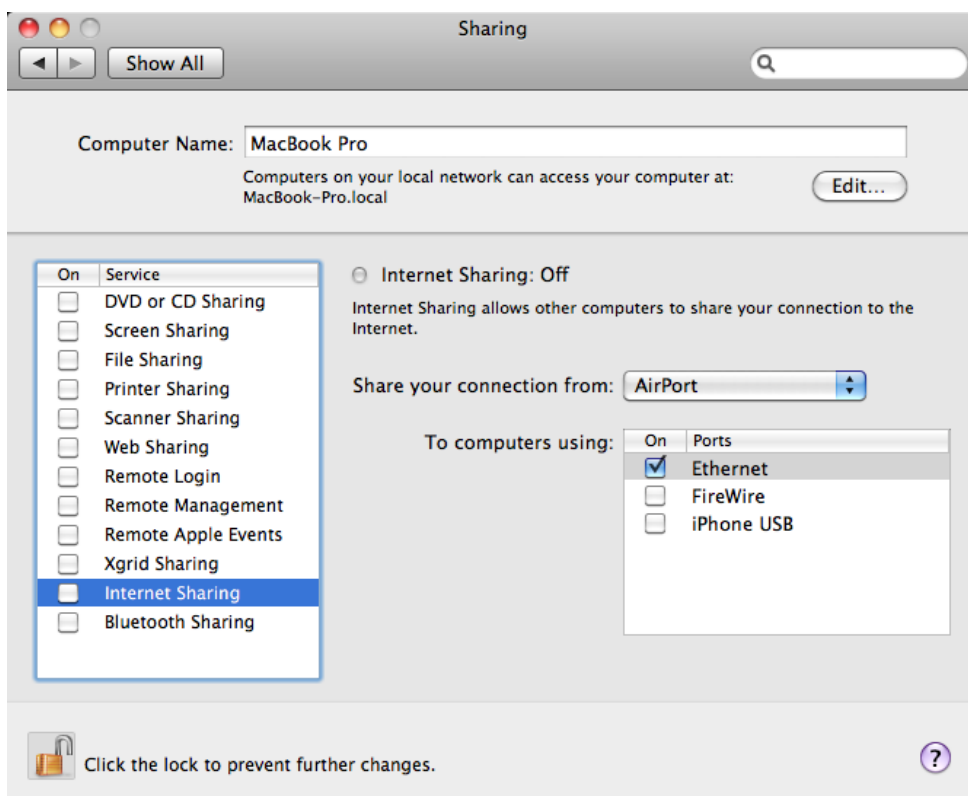 Sharing
Show All
Computer Name: MacBook Pro
Computers on your local network can access your computer at:
MacBook-Pro.local
Edit...
On Service
DVD or CD Sharing
Screen Sharing
File Sharing
Printer Sharing
Scanner Sharing
Web Sharing
Remote Login
Remote Management
Remote Apple Events
Xgrid Sharing
Internet Sharing
Bluetooth Sharing
Internet Sharing: Off
Internet Sharing allows other computers to share your connection to the
Internet.
Share your connection from: AirPort
To computers using:
On Ports
Ethernet
FireWire
iPhone USB
Click the lock to prevent further changes.
?